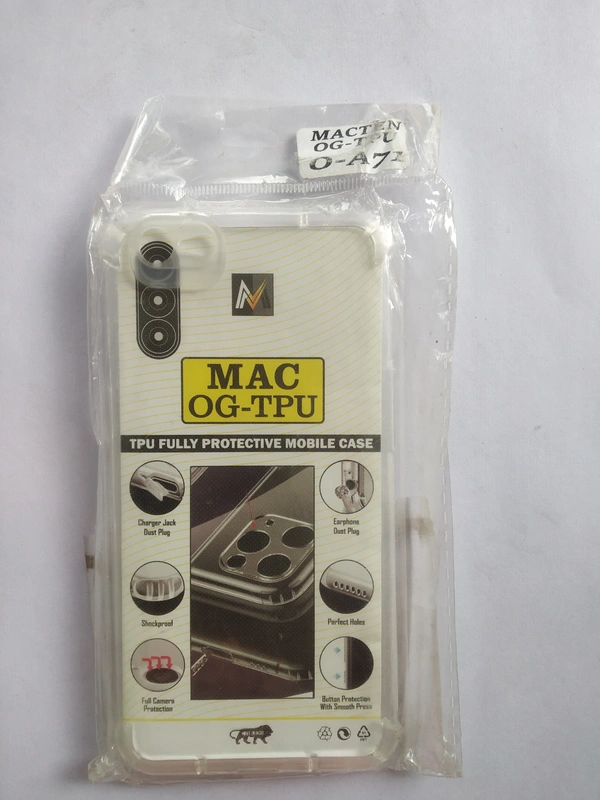 MACTEN
OG-TPU
O-A71
MAC
OG-TPU
TPU FULLY PROTECTIVE MOBILE CASE
Charger Jack
Dust Plug
Earphone
Dust Plug
Shockproof
Perfect Holes
Full Camera
Protection
Button Protection
With Smooth Press